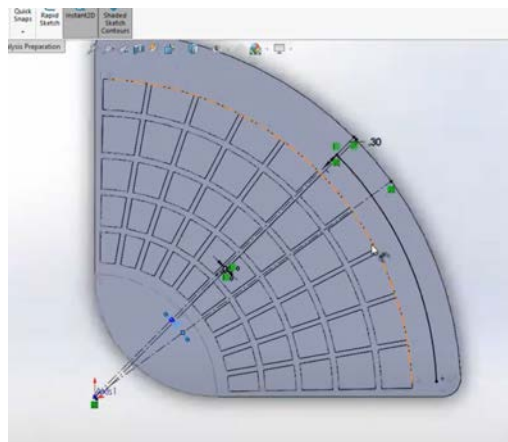 Quick Snaps
Rapid Sketch
Instant2D
Shaded Sketch Contours
lysis Preparation
.30